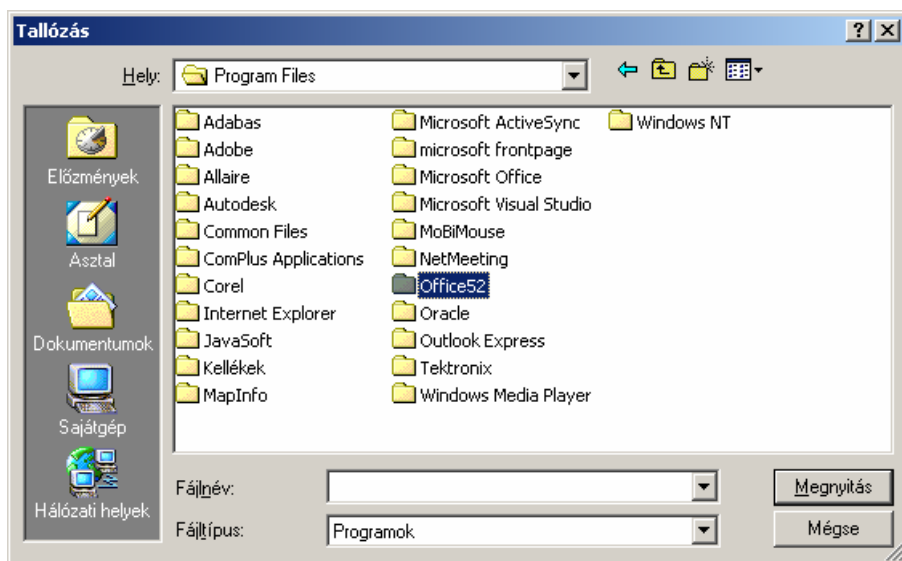 Tallózás
Hely: Program Files
Előzmények
Asztal
Dokumentumok
Sajátgép
Hálózati helyek
Adabas
Adobe
Allaire
Autodesk
Common Files
ComPlus Applications
Corel
Internet Explorer
JavaSoft
Kellékek
MapInfo
Microsoft ActiveSync
microsoft frontpage
Microsoft Office
Microsoft Visual Studio
MoBiMouse
NetMeeting
Office52
Oracle
Outlook Express
Tektronix
Windows Media Player
Windows NT
Fájlnév:
Megnyitás
Fájltípus: Programok
Mégse